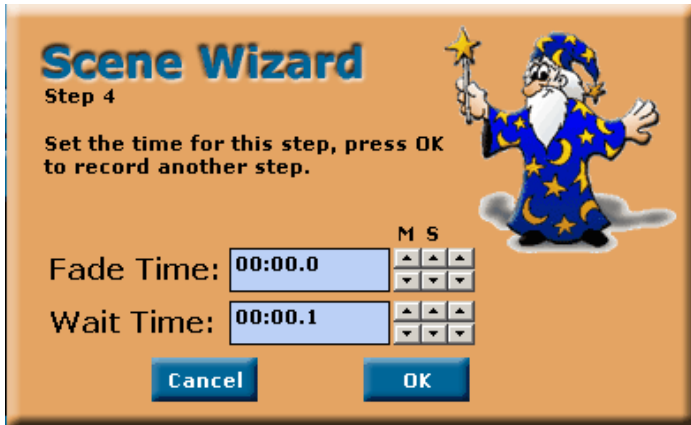 Scene Wizard
Step 4
Set the time for this step, press OK
to record another step.
M S
Fade Time: 00:00.0
Wait Time: 00:00.1
Cancel OK